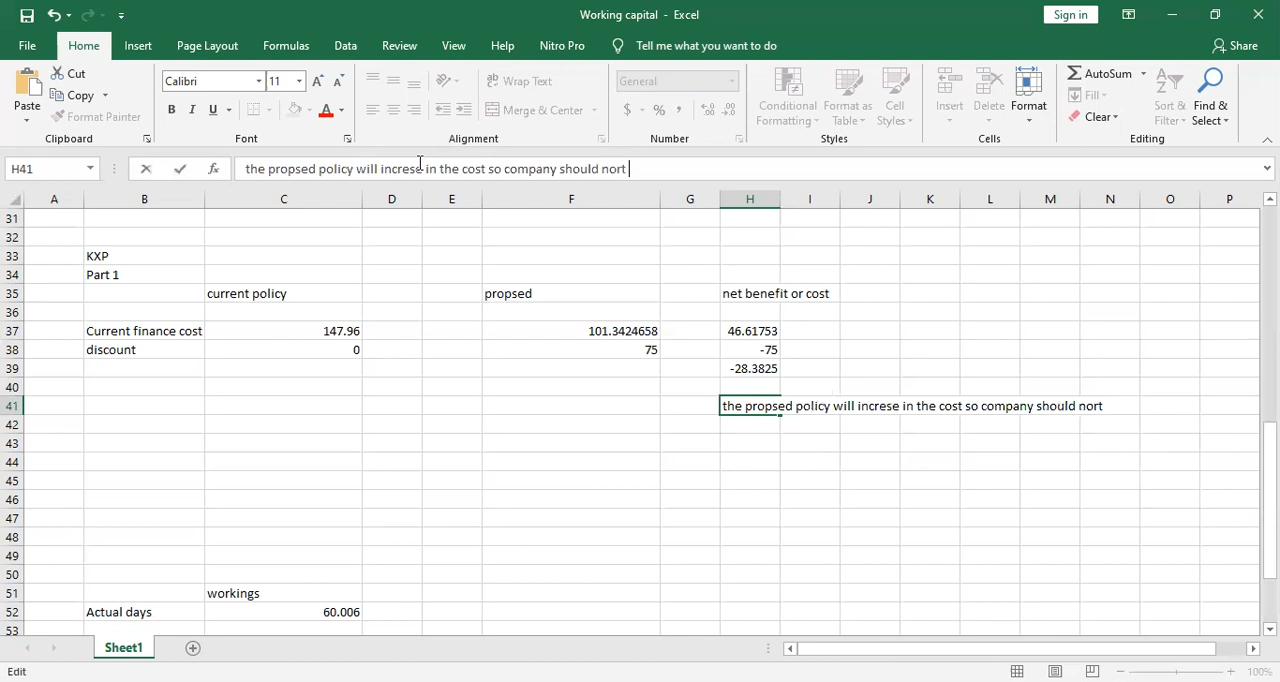 Working capital - Excel
Sign in
File Home Insert Page Layout Formulas Data Review View Help Nitro Pro Tell me what you want to do Share
Paste Cut Copy Format Painter Clipboard
Calibri 11 A A B I U A Font
ab Wrap Text Merge & Center Alignment
General $ % , .00 .0 Number
Conditional Formatting Format as Table Cell Styles Styles
Insert Delete Format Cells
AutoSum Fill Clear Sort & Filter Find & Select Editing
H41 fx the propsed policy will increse in the cost so company should nort
A B C D E F G H I J K L M N O P
31
32
33 KXP
34 Part 1
35 current policy propsed net benefit or cost
36
37 Current finance cost 147.96 101.3424658 46.61753
38 discount 0 75 -75
39 -28.3825
40
41 the propsed policy will increse in the cost so company should nort
42
43
44
45
46
47
48
49
50
51 workings
52 Actual days 60.006
53
Sheet1
Edit 100%